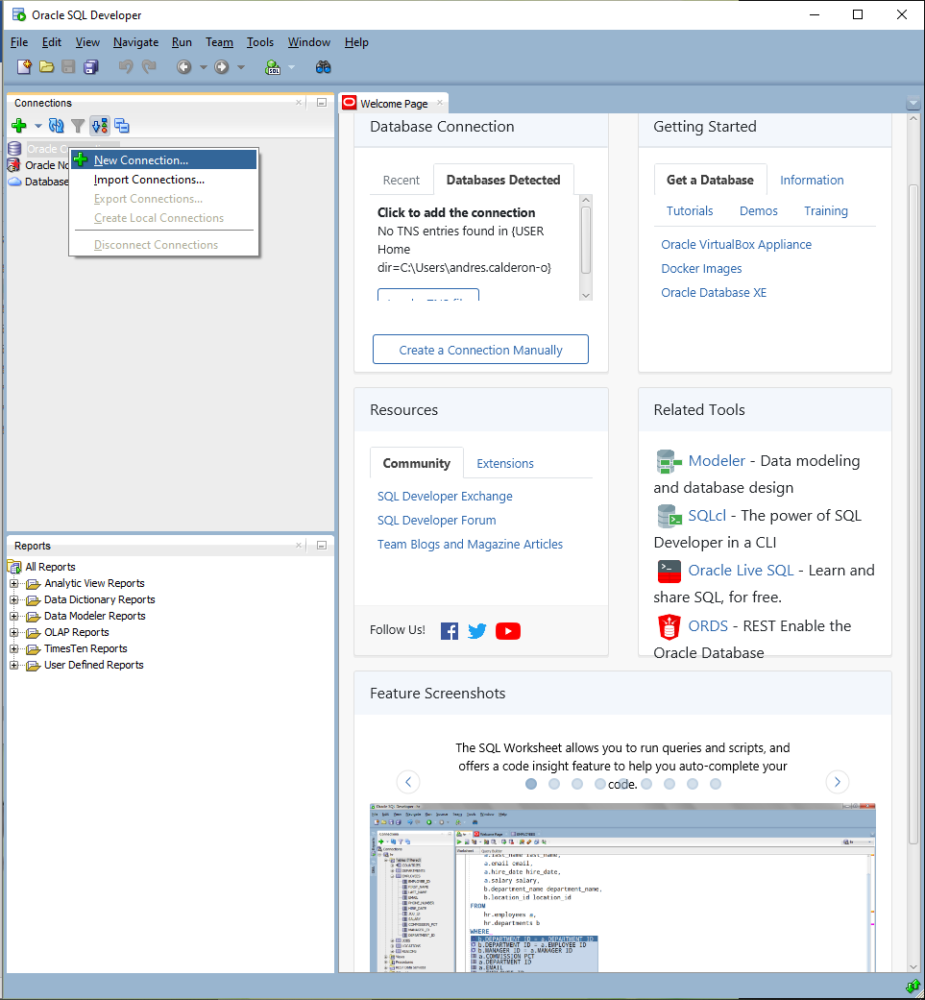 Oracle SQL Developer
File Edit View Navigate Run Team Tools Window Help
Connections
Oracle C
Oracle No
Database
New Connection...
Import Connections...
Export Connections...
Create Local Connections
Disconnect Connections
Reports
All Reports
Analytic View Reports
Data Dictionary Reports
Data Modeler Reports
OLAP Reports
TimesTen Reports
User Defined Reports
Welcome Page
Database Connection
Recent Databases Detected
Click to add the connection
No TNS entries found in {USER
Home
dir=C:\Users\andres.calderon-o}
Create a Connection Manually
Getting Started
Get a Database Information
Tutorials Demos Training
Oracle VirtualBox Appliance
Docker Images
Oracle Database XE
Resources
Community Extensions
SQL Developer Exchange
SQL Developer Forum
Team Blogs and Magazine Articles
Follow Us!
Related Tools
Modeler - Data modeling
and database design
SQLcl - The power of SQL
Developer in a CLI
Oracle Live SQL - Learn and
share SQL, for free.
ORDS - REST Enable the
Oracle Database
Feature Screenshots
The SQL Worksheet allows you to run queries and scripts, and
offers a code insight feature to help you auto-complete your
code.
a.last_name last_name,
a.email email,
a.hire_date hire_date,
a.salary salary,
b.department_name department_name,
b.location_id location_id
FROM
hr.employees a,
hr.departments b
WHERE
b.DEPARTMENT_ID = a.DEPARTMENT_ID
b.DEPARTMENT_ID = a.EMPLOYEE_ID
b.MANAGER_ID = a.MANAGER_ID
a.COMMISSION_PCT
a.DEPARTMENT_ID
a.EMAIL